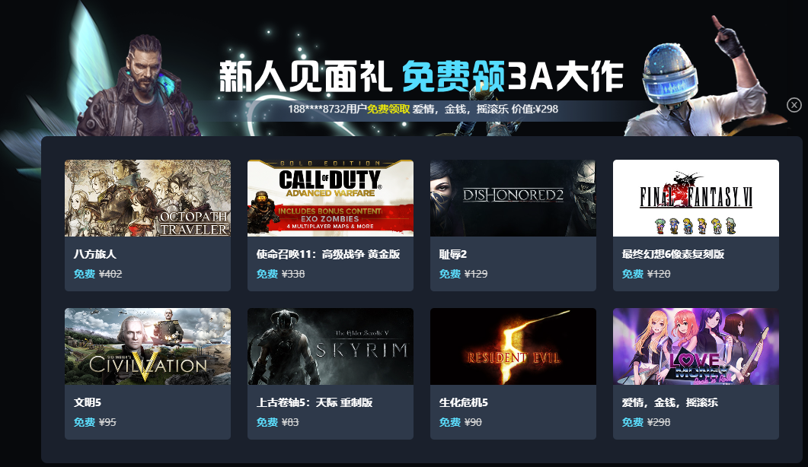 新人见面礼 免费领3A大作
188****8732用户免费领取 爱情，金钱，摇滚乐 价值:¥298
OCTOPATH
TRAVELER
GOLD EDITION
CALL OF DUTY
ADVANCED WARFARE
INCLUDES BONUS CONTENT
EXO ZOMBIES
4 MULTIPLAYER MAPS & MORE
DISHONORED2
FINAL FANTASY VI
八方旅人
免费 ¥402
使命召唤11：高级战争 黄金版
免费 ¥338
耻辱2
免费 ¥129
最终幻想6像素复刻版
免费 ¥120
SID MEIER'S
CIVILIZATION
V
The Elder Scrolls V
SKYRIM
5
RESIDENT EVIL
LOVE
MONEY
文明5
免费 ¥95
上古卷轴5：天际 重制版
免费 ¥83
生化危机5
免费 ¥90
爱情，金钱，摇滚乐
免费 ¥298